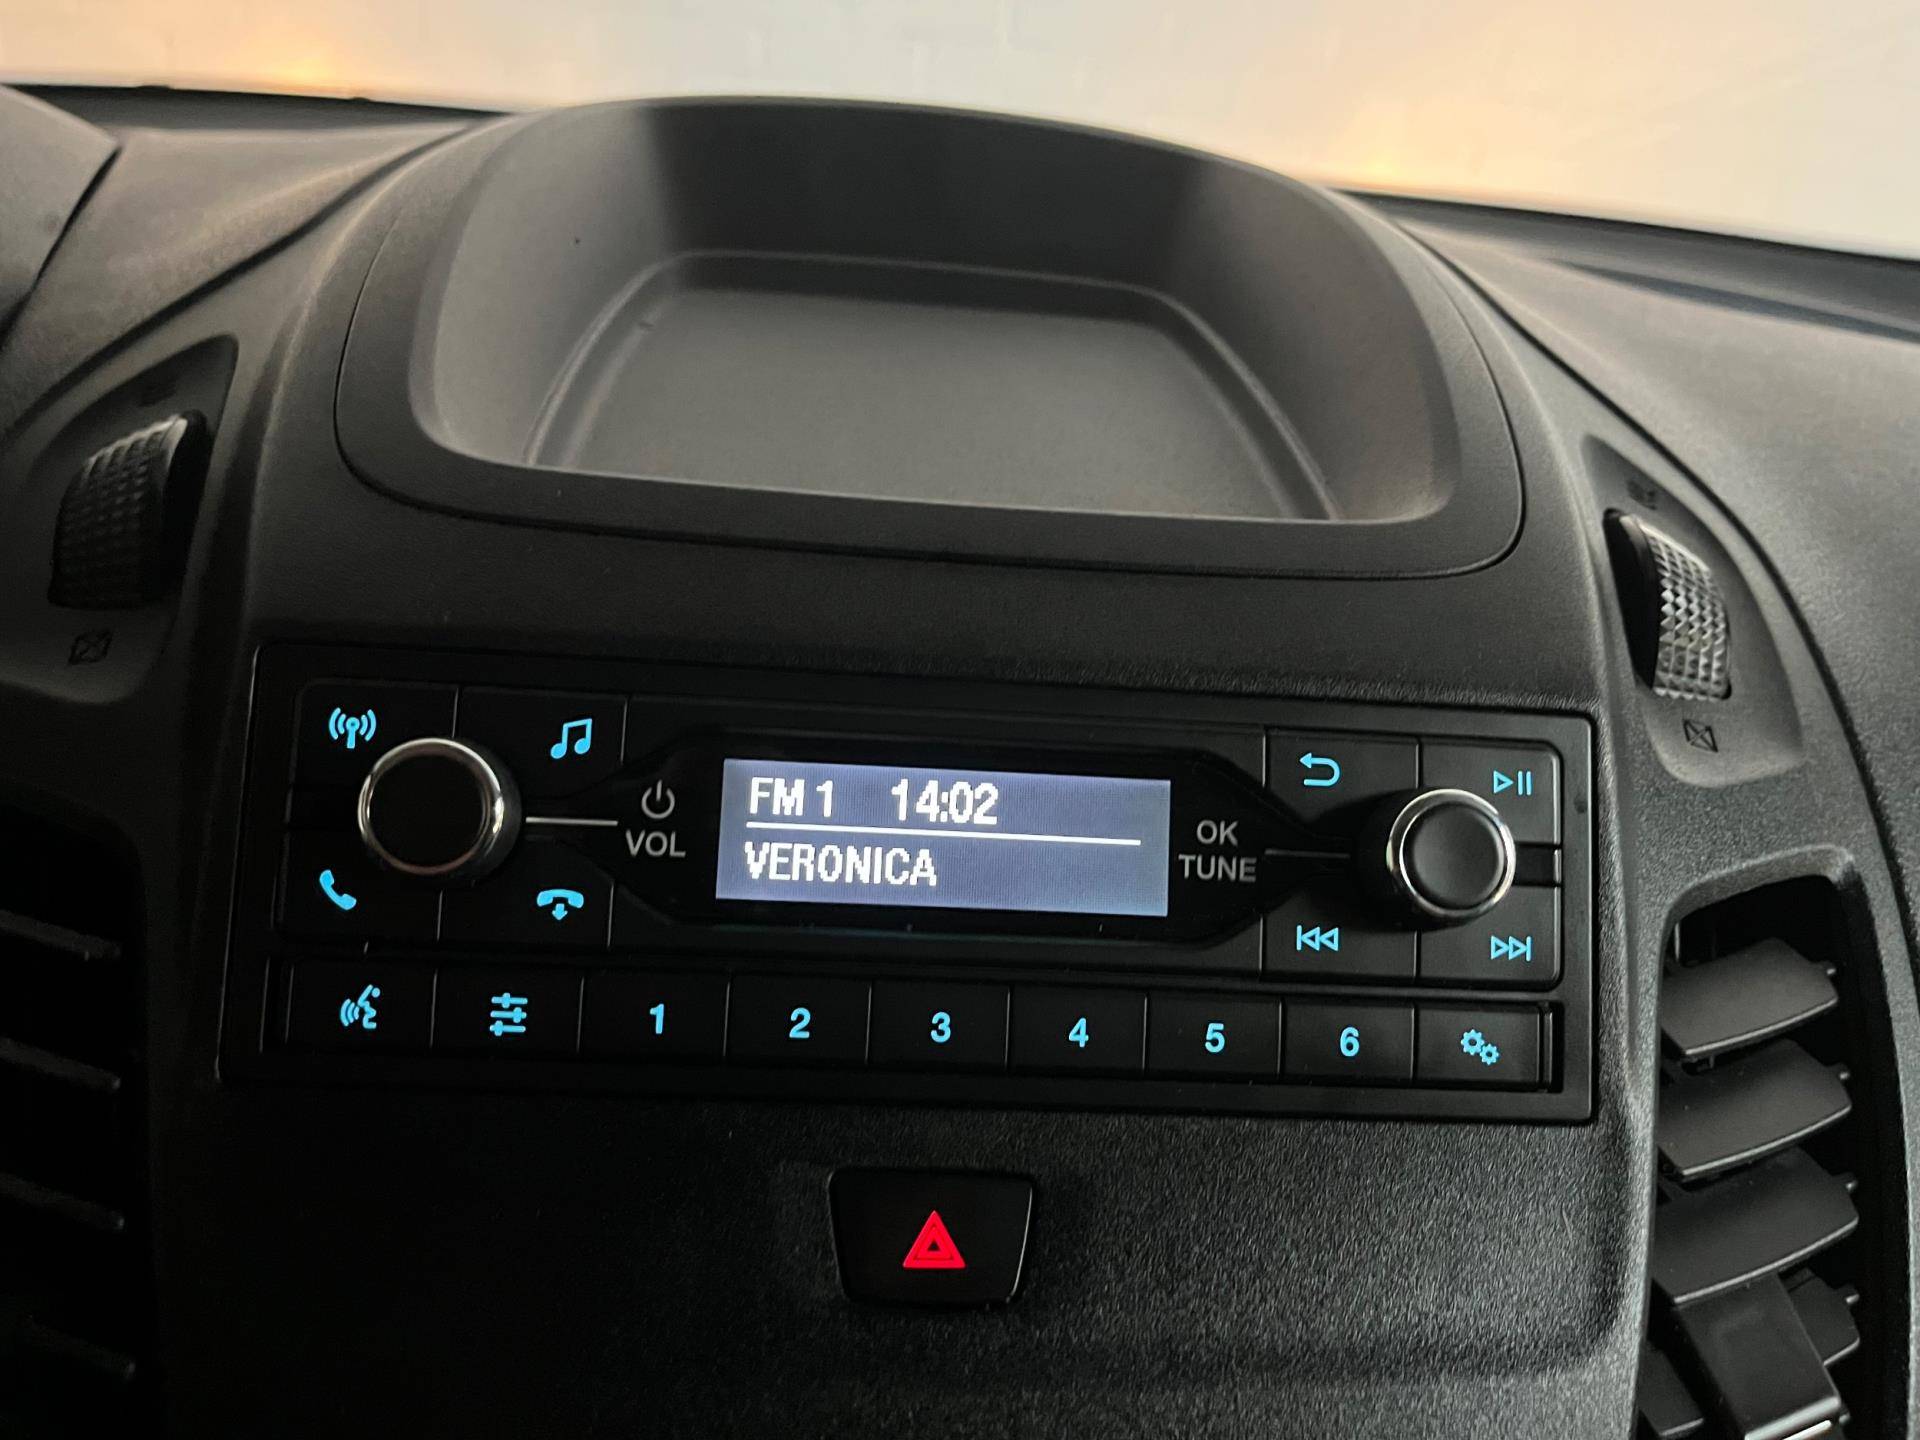 FM 1 14:02
VERONICA
VOL
OK
TUNE
1 2 3 4 5 6